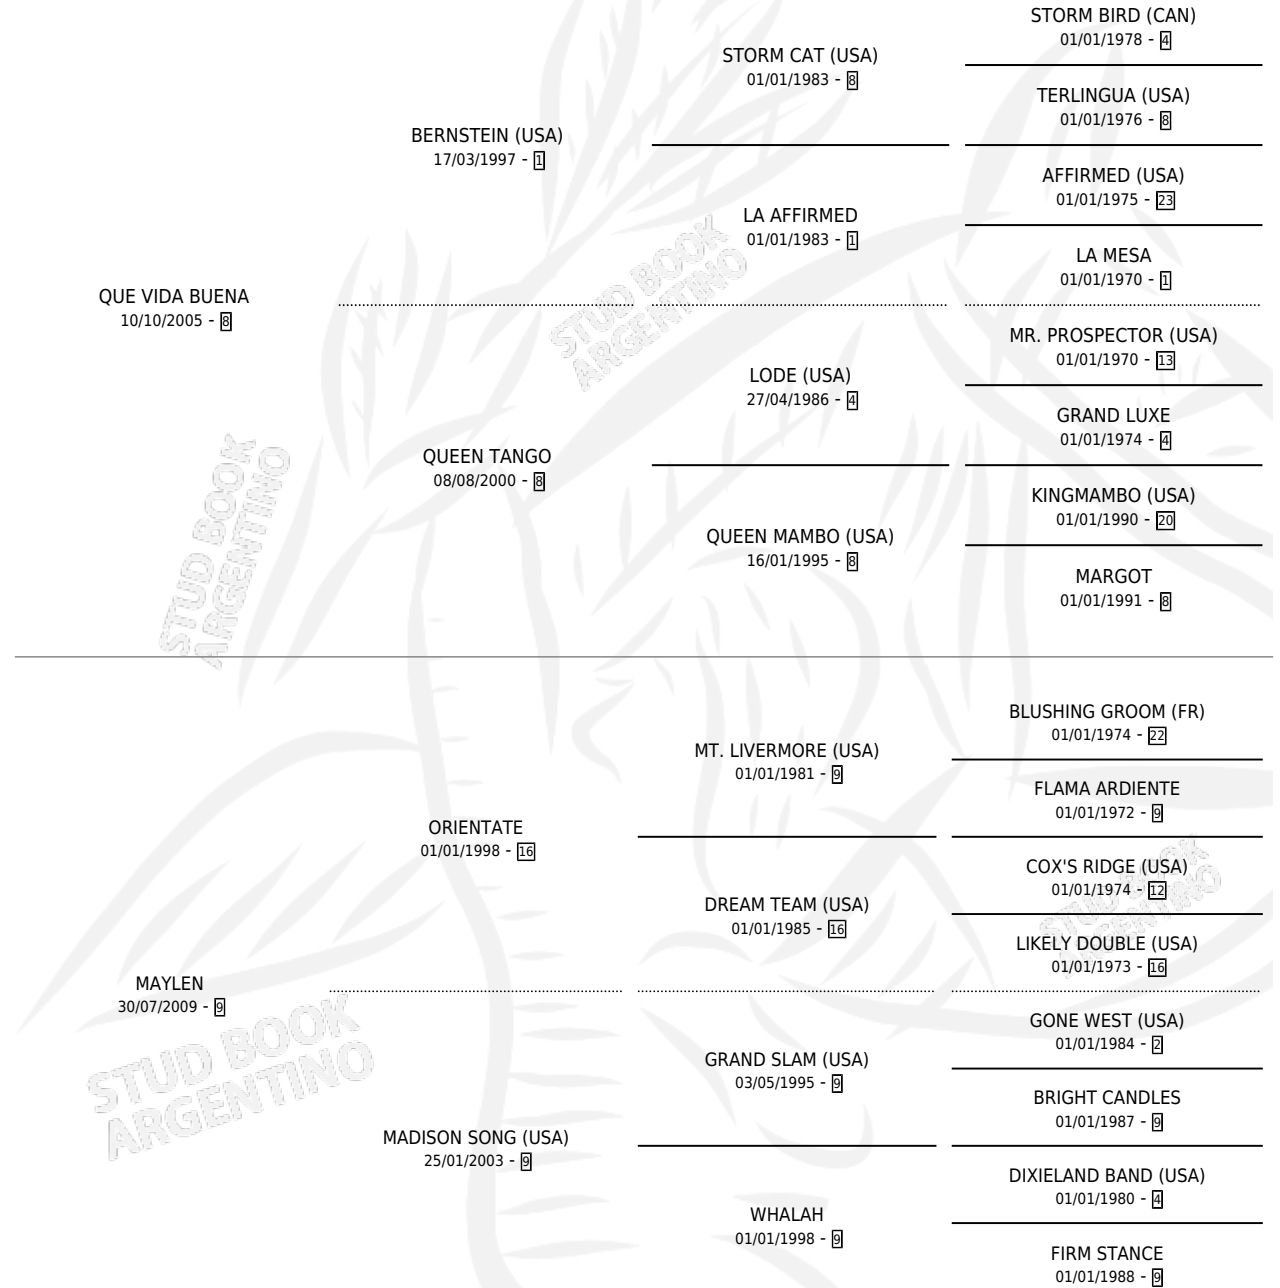 STORM BIRD (CAN)
01/01/1978 - 4
STORM CAT (USA)
01/01/1983 - 8
TERLINGUA (USA)
01/01/1976 - 8
BERNSTEIN (USA)
17/03/1997 - 1
AFFIRMED (USA)
01/01/1975 - 23
LA AFFIRMED
01/01/1983 - 1
LA MESA
01/01/1970 - 1
QUE VIDA BUENA
10/10/2005 - 8
MR. PROSPECTOR (USA)
01/01/1970 - 13
LODE (USA)
27/04/1986 - 4
GRAND LUXE
01/01/1974 - 4
QUEEN TANGO
08/08/2000 - 8
KINGMAMBO (USA)
01/01/1990 - 20
QUEEN MAMBO (USA)
16/01/1995 - 8
MARGOT
01/01/1991 - 8
BLUSHING GROOM (FR)
01/01/1974 - 22
MT. LIVERMORE (USA)
01/01/1981 - 9
FLAMA ARDIENTE
01/01/1972 - 9
ORIENTATE
01/01/1998 - 16
COX'S RIDGE (USA)
01/01/1974 - 12
DREAM TEAM (USA)
01/01/1985 - 16
LIKELY DOUBLE (USA)
01/01/1973 - 16
MAYLEN
30/07/2009 - 9
GONE WEST (USA)
01/01/1984 - 2
GRAND SLAM (USA)
03/05/1995 - 9
BRIGHT CANDLES
01/01/1987 - 9
MADISON SONG (USA)
25/01/2003 - 9
DIXIELAND BAND (USA)
01/01/1980 - 4
WHALAH
01/01/1998 - 9
FIRM STANCE
01/01/1988 - 9
STUD BOOK
ARGENTINO
STUD BOOK
ARGENTINO
STUD BOOK
ARGENTINO
STUD BOOK
ARGENTINO